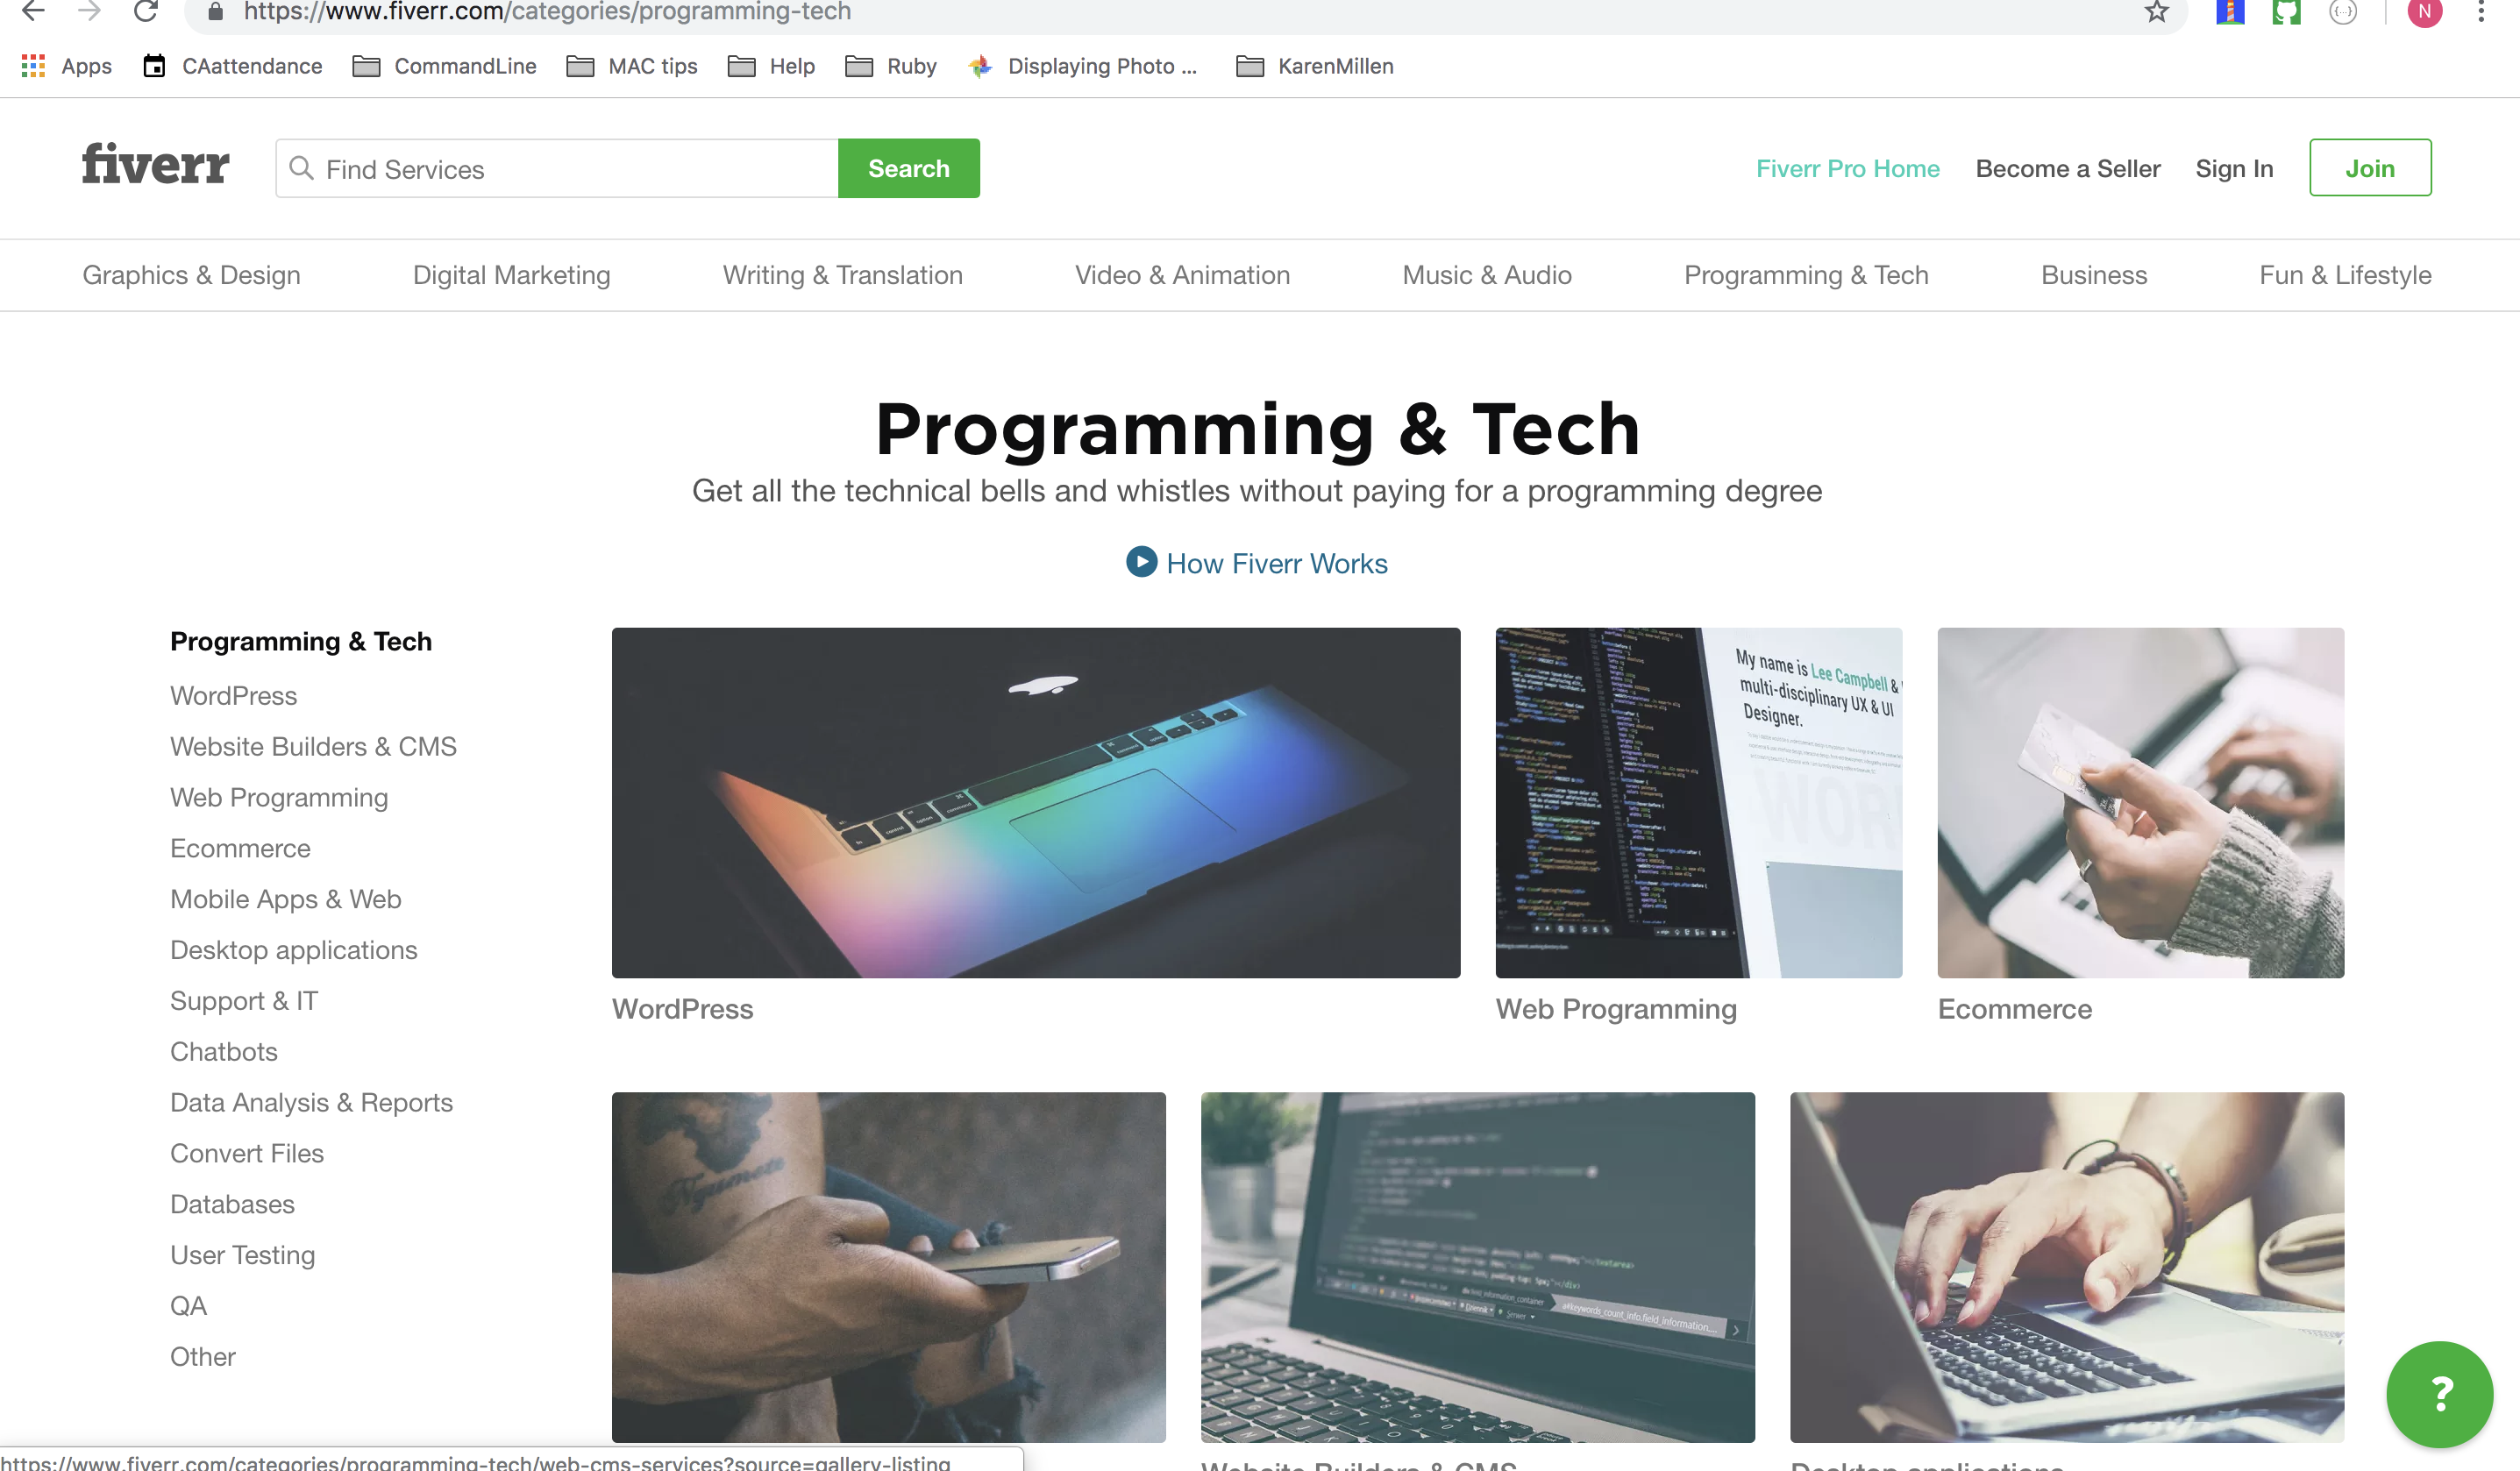 https://www.fiverr.com/categories/programming-tech
N
Apps CAattendance CommandLine MAC tips Help Ruby Displaying Photo ... KarenMillen
fiverr Find Services Search Fiverr Pro Home Become a Seller Sign In Join
Graphics & Design Digital Marketing Writing & Translation Video & Animation Music & Audio Programming & Tech Business Fun & Lifestyle
Programming & Tech
Get all the technical bells and whistles without paying for a programming degree
How Fiverr Works
Programming & Tech
WordPress
Website Builders & CMS
Web Programming
Ecommerce
Mobile Apps & Web
Desktop applications
Support & IT
Chatbots
Data Analysis & Reports
Convert Files
Databases
User Testing
QA
Other
My name is Lee Campbell &
multi-disciplinary UX & UI
Designer.
WOR
WordPress
Web Programming
Ecommerce
Website Builders & CMS
Desktop applications
?
https://www.fiverr.com/categories/programming-tech/web-cms-services?source=gallery-listing